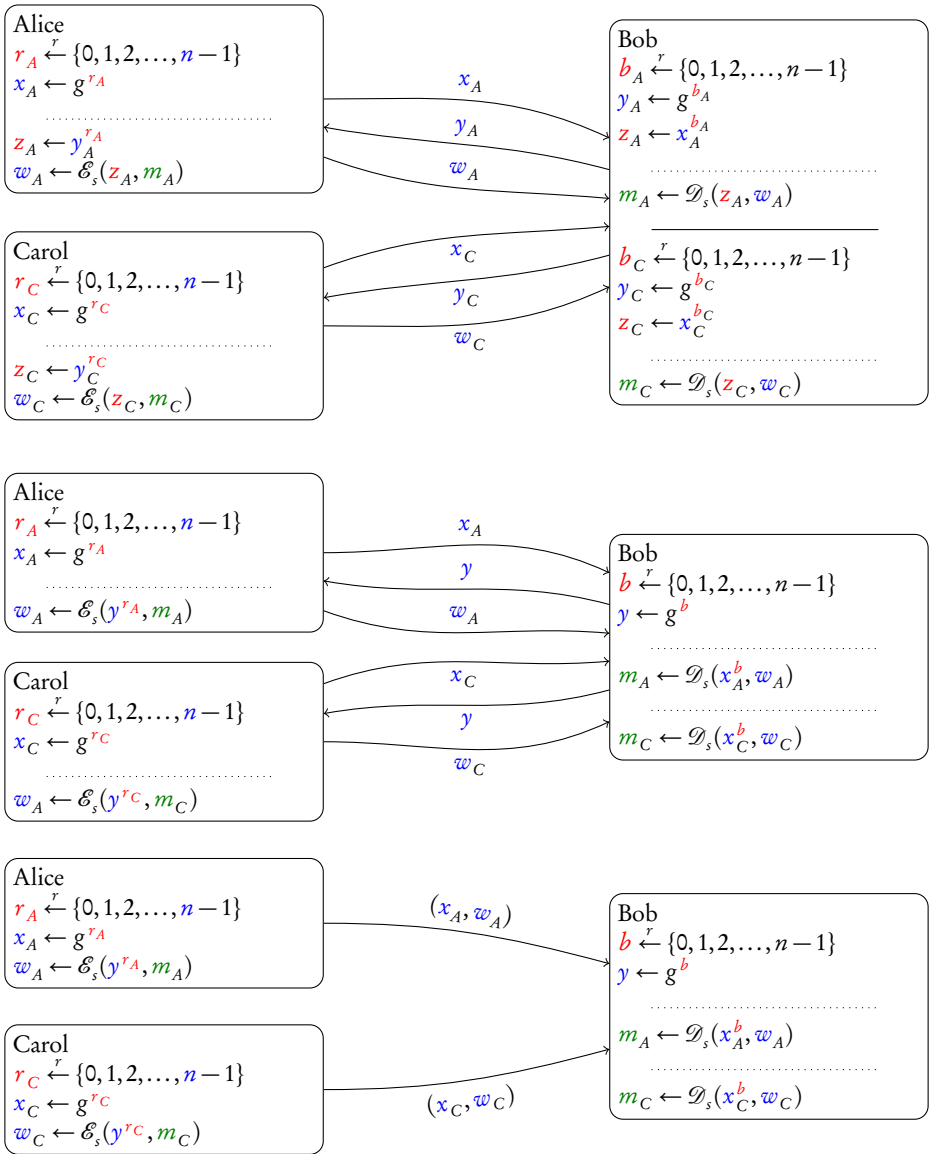 Alice
r_A ←^r {0, 1, 2, …, n − 1}
x_A ← g^{r_A}
z_A ← y_A^{r_A}
w_A ← ℰ_s(z_A, m_A)
x_A
y_A
w_A
Bob
b_A ←^r {0, 1, 2, …, n − 1}
y_A ← g^{b_A}
z_A ← x_A^{b_A}
m_A ← 𝒟_s(z_A, w_A)
b_C ←^r {0, 1, 2, …, n − 1}
y_C ← g^{b_C}
z_C ← x_C^{b_C}
m_C ← 𝒟_s(z_C, w_C)
Carol
r_C ←^r {0, 1, 2, …, n − 1}
x_C ← g^{r_C}
z_C ← y_C^{r_C}
w_C ← ℰ_s(z_C, m_C)
x_C
y_C
w_C
Alice
r_A ←^r {0, 1, 2, …, n − 1}
x_A ← g^{r_A}
w_A ← ℰ_s(y^{r_A}, m_A)
x_A
y
w_A
Bob
b ←^r {0, 1, 2, …, n − 1}
y ← g^b
m_A ← 𝒟_s(x_A^b, w_A)
m_C ← 𝒟_s(x_C^b, w_C)
Carol
r_C ←^r {0, 1, 2, …, n − 1}
x_C ← g^{r_C}
w_A ← ℰ_s(y^{r_C}, m_C)
x_C
y
w_C
Alice
r_A ←^r {0, 1, 2, …, n − 1}
x_A ← g^{r_A}
w_A ← ℰ_s(y^{r_A}, m_A)
(x_A, w_A)
Bob
b ←^r {0, 1, 2, …, n − 1}
y ← g^b
m_A ← 𝒟_s(x_A^b, w_A)
m_C ← 𝒟_s(x_C^b, w_C)
Carol
r_C ←^r {0, 1, 2, …, n − 1}
x_C ← g^{r_C}
w_C ← ℰ_s(y^{r_C}, m_C)
(x_C, w_C)